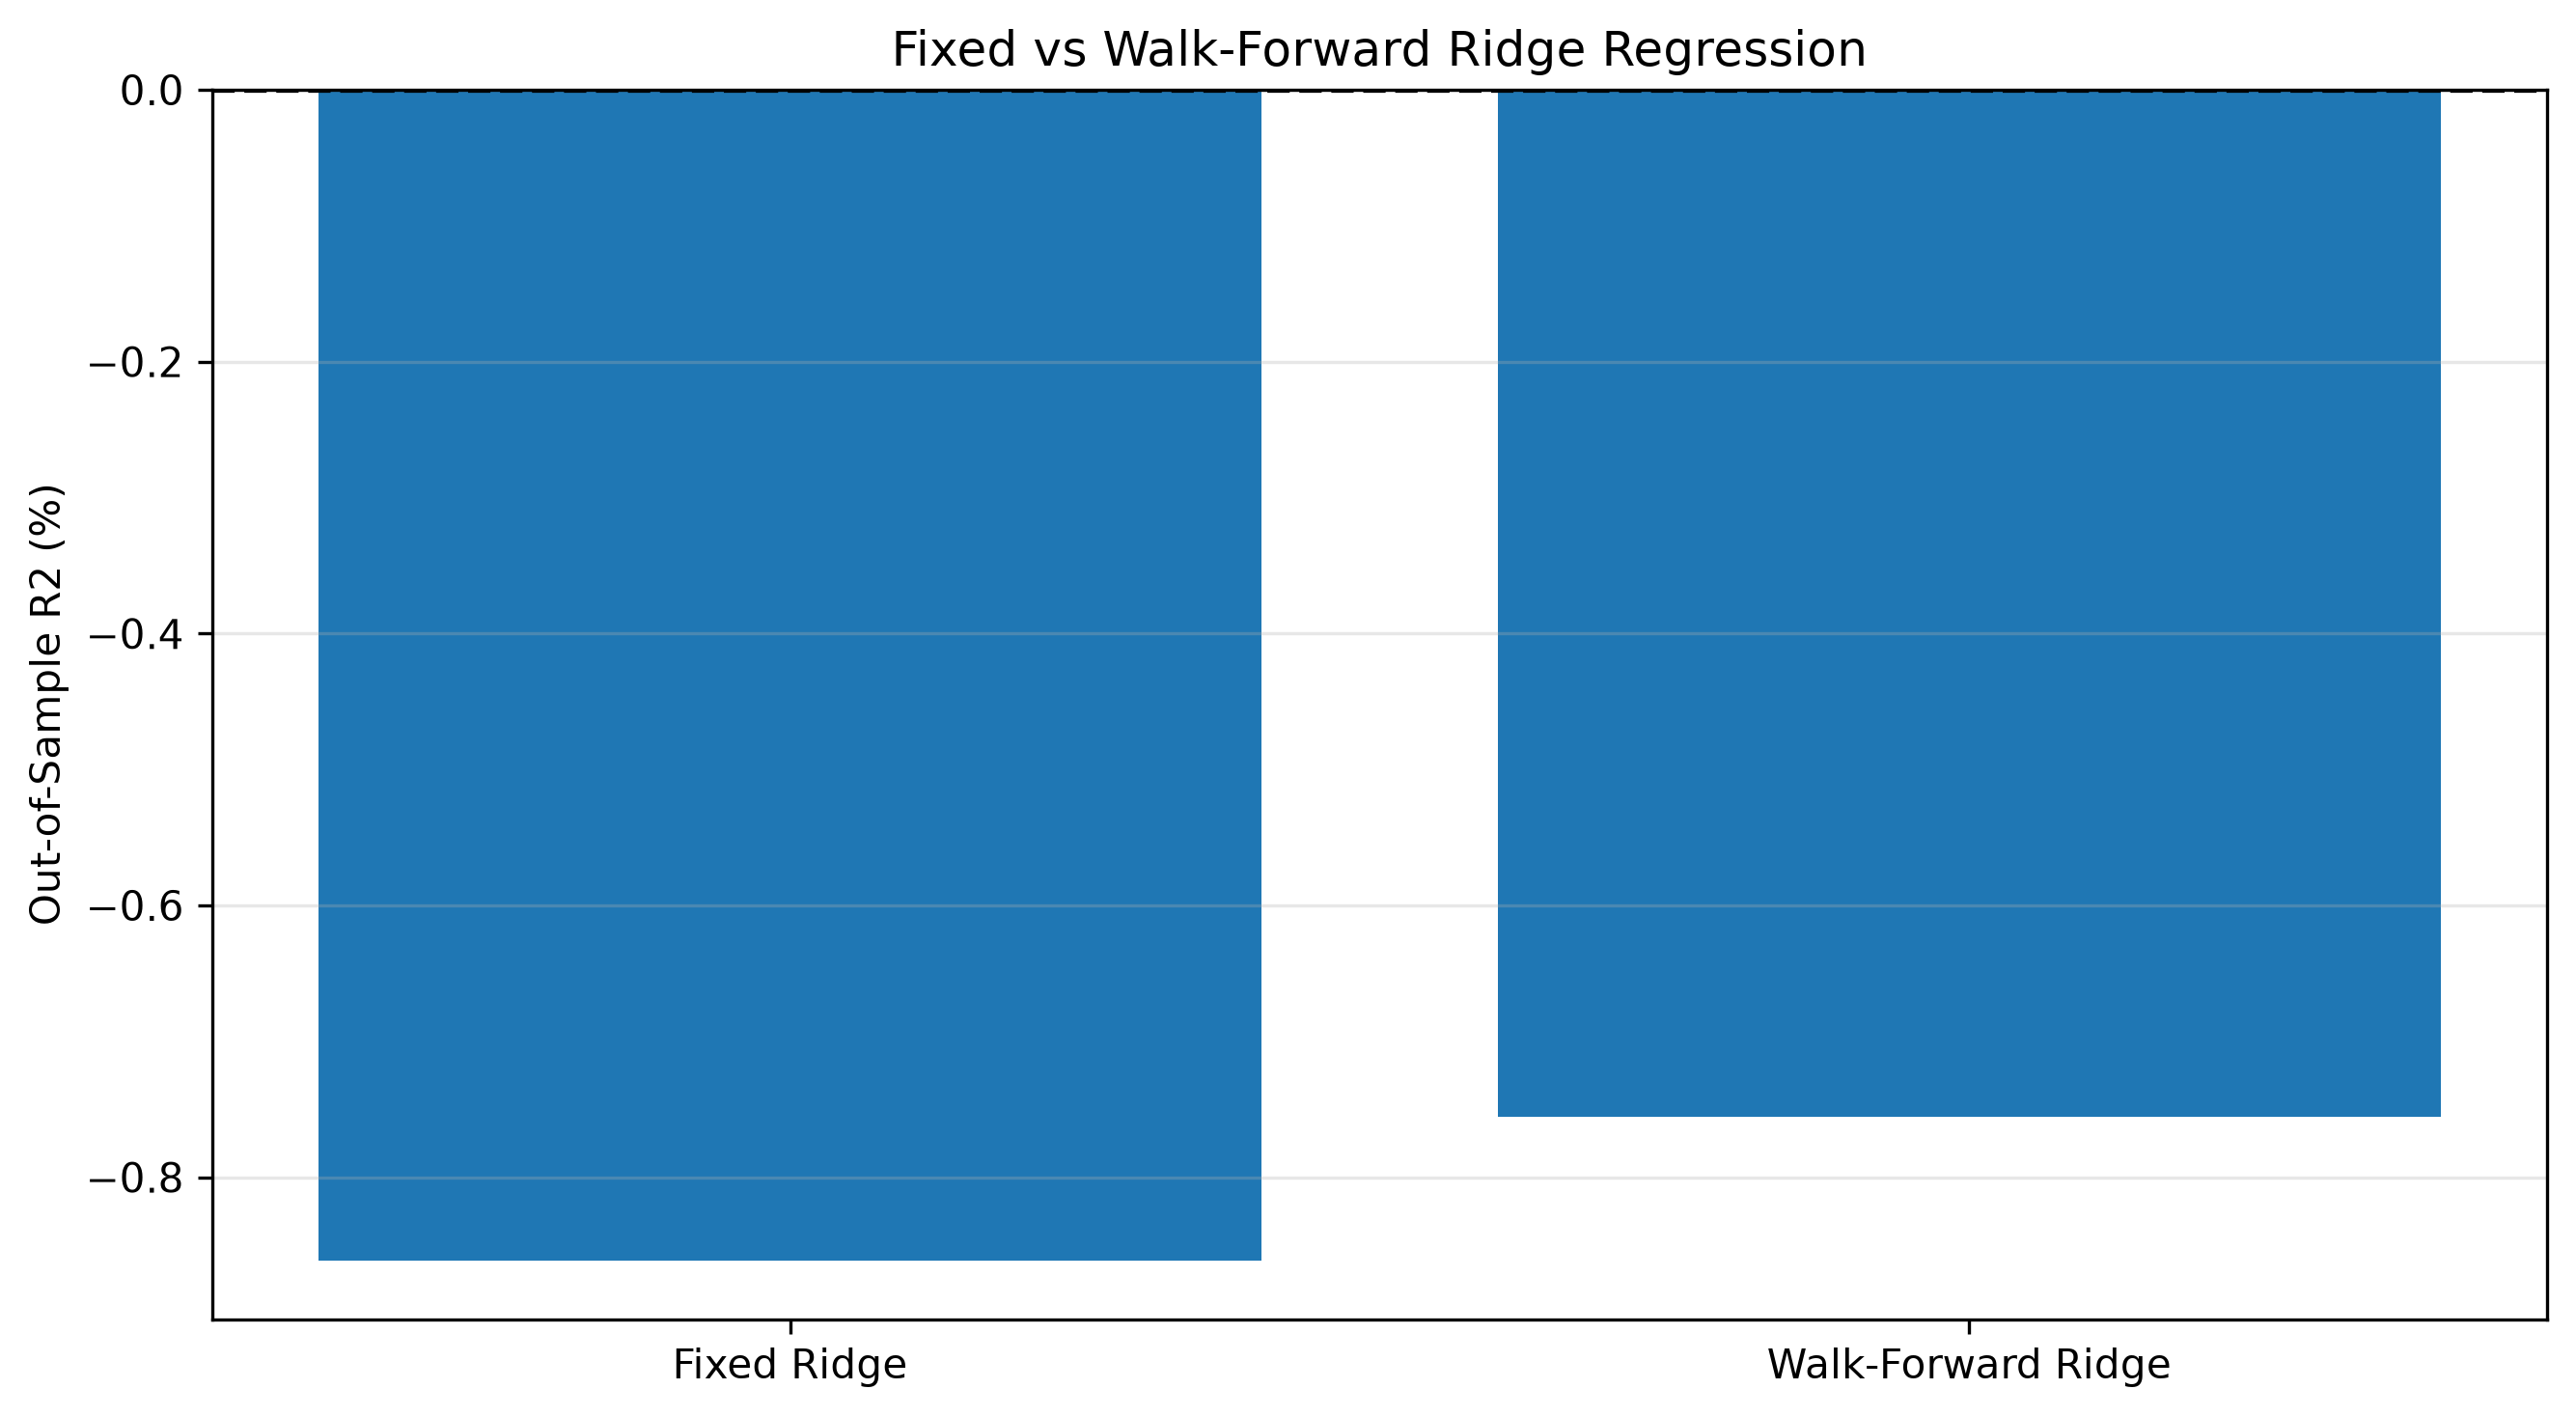 Fixed vs Walk-Forward Ridge Regression
Out-of-Sample R2 (%)
0.0
−0.2
−0.4
−0.6
−0.8
Fixed Ridge
Walk-Forward Ridge